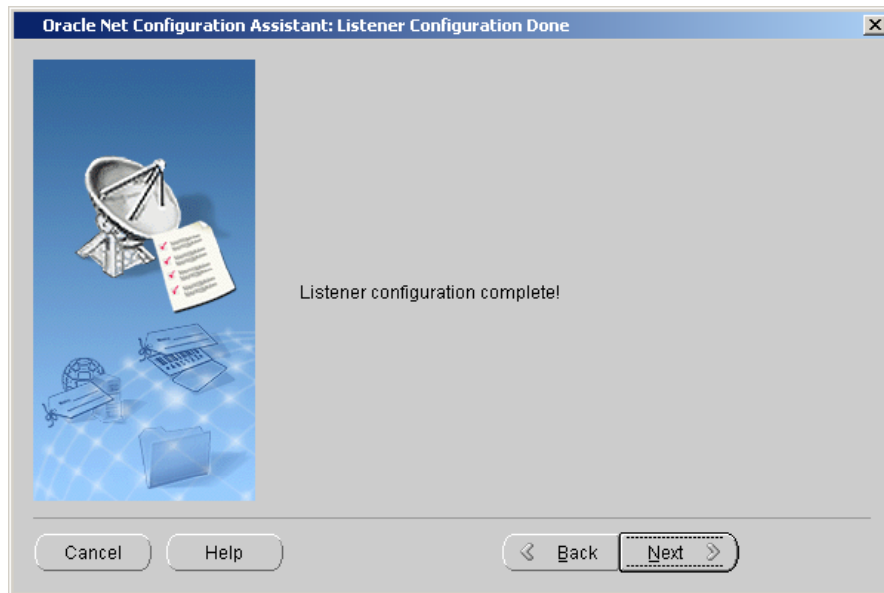 Oracle Net Configuration Assistant: Listener Configuration Done
Listener configuration complete!
Cancel
Help
Back
Next